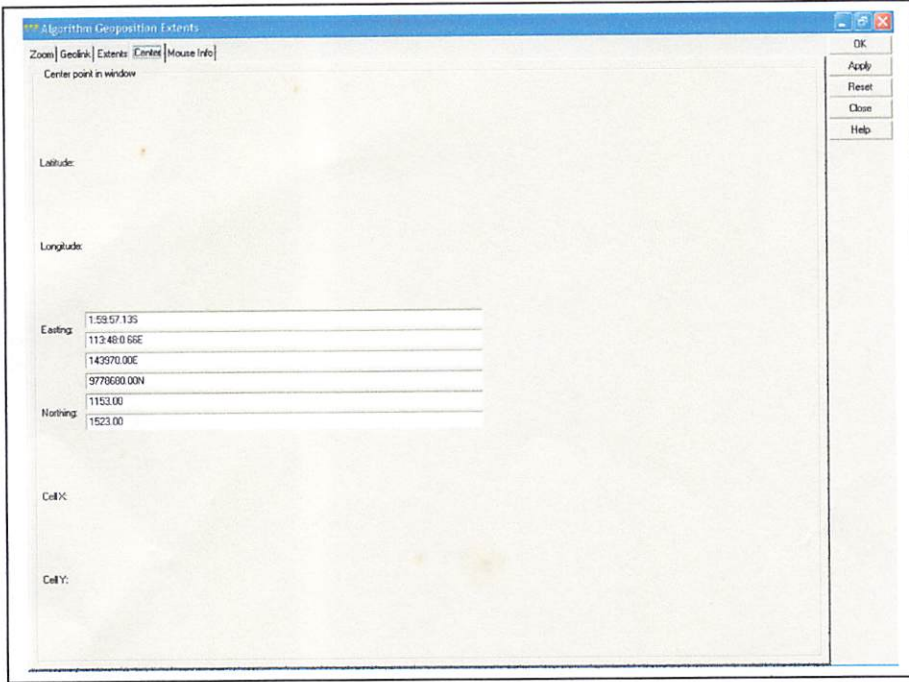 *** Algorithm Geoposition Extents
Zoom Geolink Extents Center Mouse Info
OK
Apply
Reset
Close
Help
Center point in window
Latitude:
Longitude:
Easting:
1:59:57.13S
113:48:0.66E
143970.00E
9778680.00N
Northing:
1153.00
1523.00
Cell X:
Cell Y: